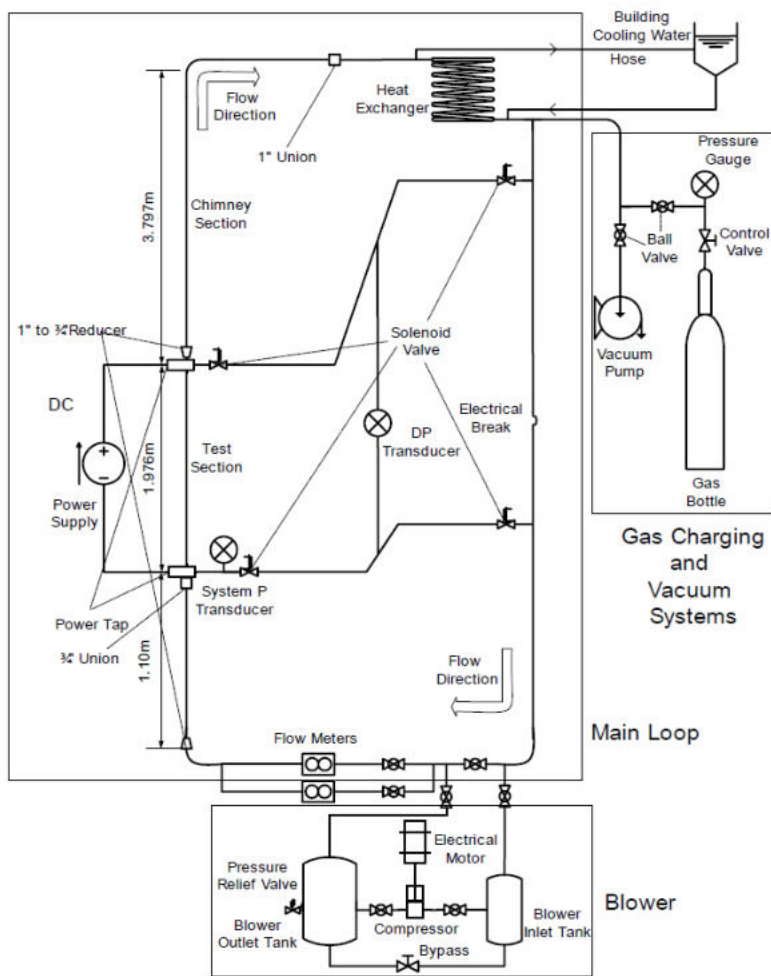 Building
Cooling Water
Hose
Flow
Direction
Heat
Exchanger
1" Union
Pressure
Gauge
3.797m
Chimney
Section
Ball
Valve
Control
Valve
1" to ¾"Reducer
Solenoid
Valve
Vacuum
Pump
DC
Power
Supply
1.976m
Test
Section
DP
Transducer
Electrical
Break
Gas
Bottle
Gas Charging
and
Vacuum
Systems
System P
Transducer
Power Tap
¾" Union
1.10m
Flow
Direction
Main Loop
Flow Meters
Electrical
Motor
Pressure
Relief Valve
Blower
Outlet Tank
Compressor
Bypass
Blower
Inlet Tank
Blower